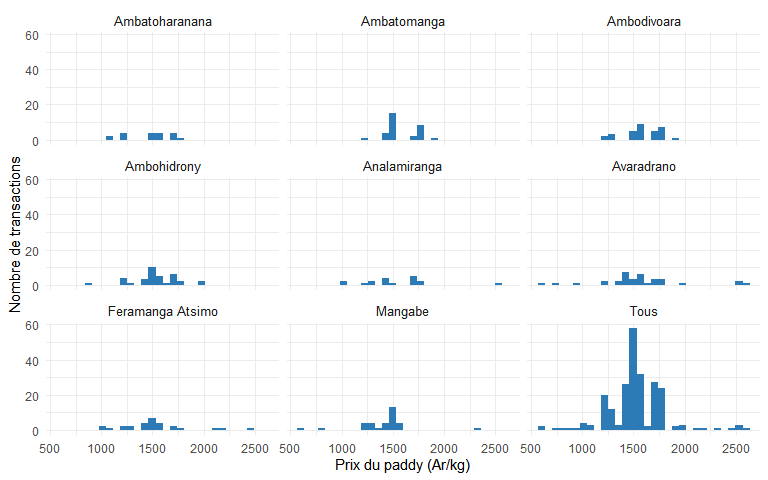 Ambatoharanana Ambatomanga Ambodivoara
60
40
20
0
Ambohidrony Analamiranga Avaradrano
60
40
20
0
Feramanga Atsimo Mangabe Tous
60
40
20
0
500 1000 1500 2000 2500 500 1000 1500 2000 2500 500 1000 1500 2000 2500
Prix du paddy (Ar/kg)
Nombre de transactions